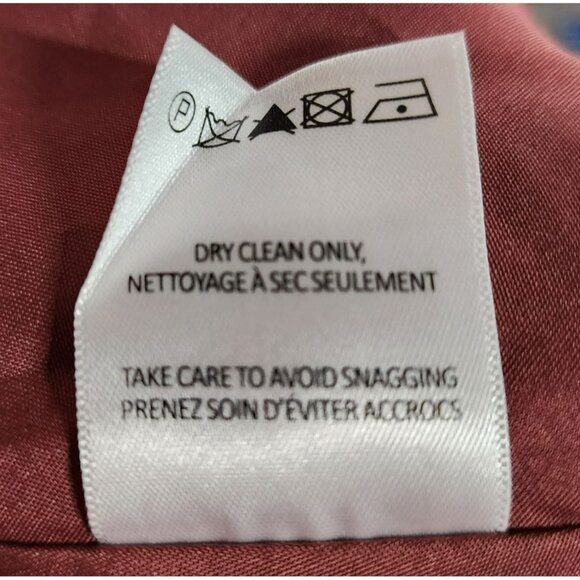 P
DRY CLEAN ONLY,
NETTOYAGE À SEC SEULEMENT
TAKE CARE TO AVOID SNAGGING
PRENEZ SOIN D'ÉVITER ACCROCS